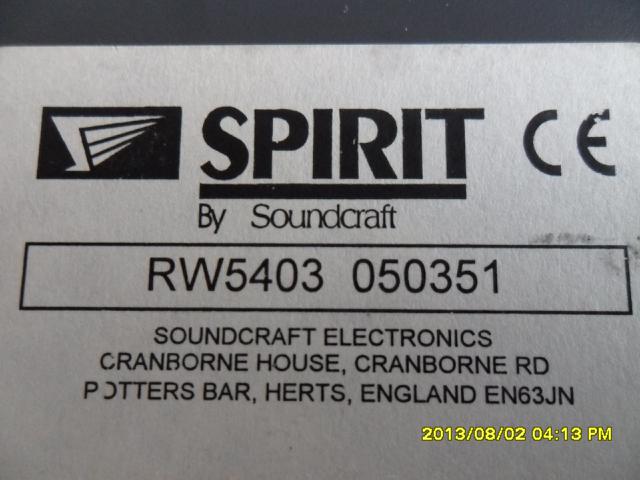 SPIRIT CE
By Soundcraft
RW5403 050351
SOUNDCRAFT ELECTRONICS
CRANBORNE HOUSE, CRANBORNE RD
POTTERS BAR, HERTS, ENGLAND EN63JN
2013/08/02 04:13 PM